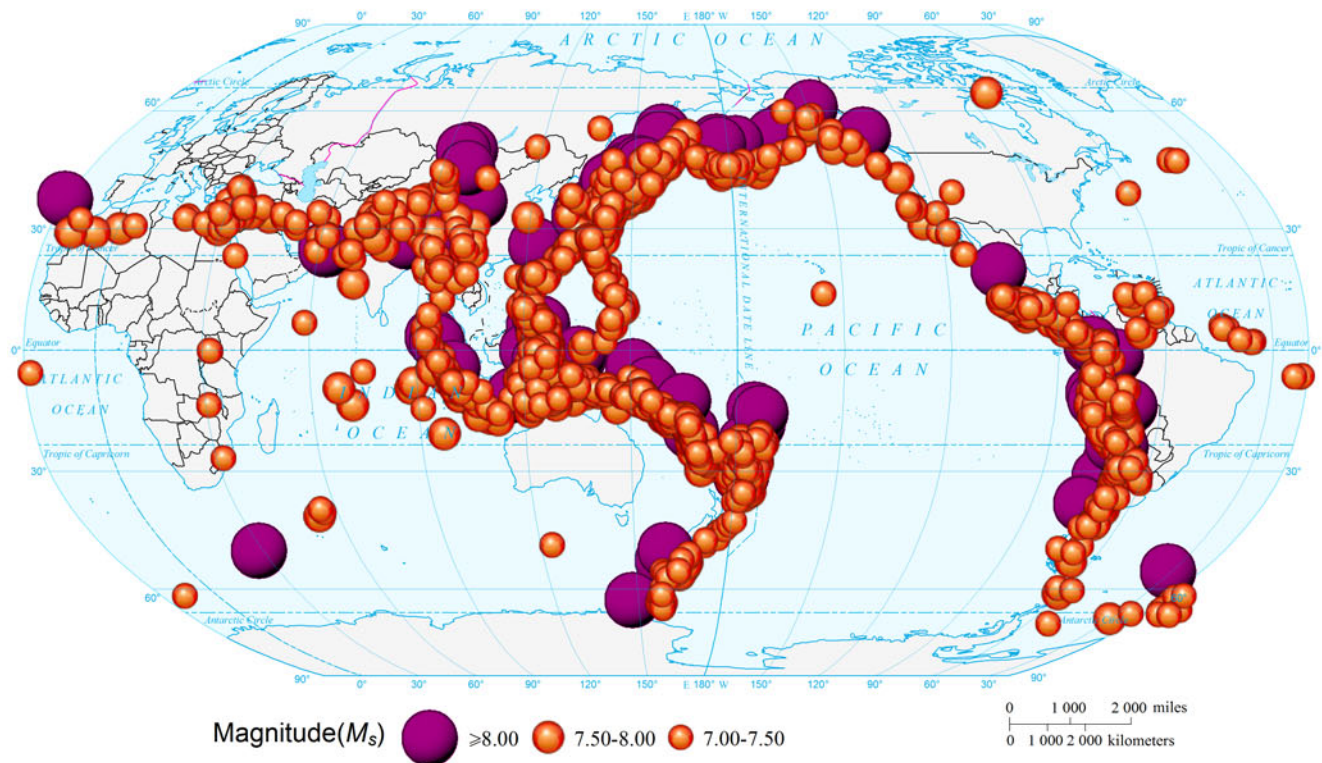 90° 30° 0° 30° 60° 90° 120° 150° E 180° W 150° 120° 90° 60° 30° 0° 30° 90°
ARCTIC OCEAN
Arctic Circle
Arctic Circle
60°
60°
30°
30°
Tropic of Cancer
Tropic of Cancer
INTERNATIONAL DATE LINE
ATLANTIC
OCEAN
PACIFIC
OCEAN
Equator
0°
Equator
0°
ATLANTIC
OCEAN
INDIAN
OCEAN
Tropic of Capricorn
Tropic of Capricorn
30°
30°
60°
60°
Antarctic Circle
Antarctic Circle
90° 0° 30° 60° 90° 120° 150° E 180° W 150° 120° 90° 60° 30° 90°
Magnitude(Ms) ≥8.00 7.50-8.00 7.00-7.50
0 1 000 2 000 miles
0 1 000 2 000 kilometers